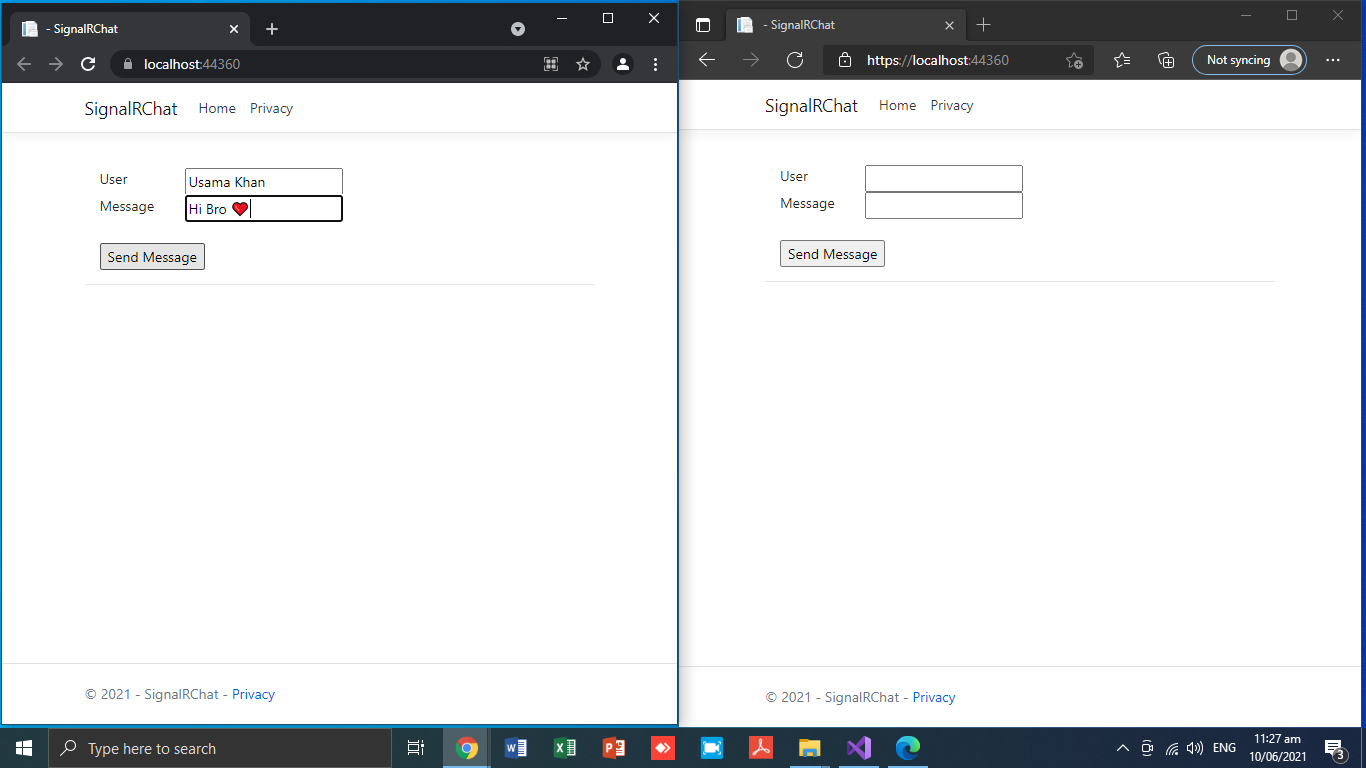 - SignalRChat
localhost:44360
SignalRChat Home Privacy
User Usama Khan
Message Hi Bro ❤
Send Message
© 2021 - SignalRChat - Privacy
- SignalRChat
https://localhost:44360 Not syncing
SignalRChat Home Privacy
User
Message
Send Message
© 2021 - SignalRChat - Privacy
Type here to search
ENG
11:27 am
10/06/2021
3